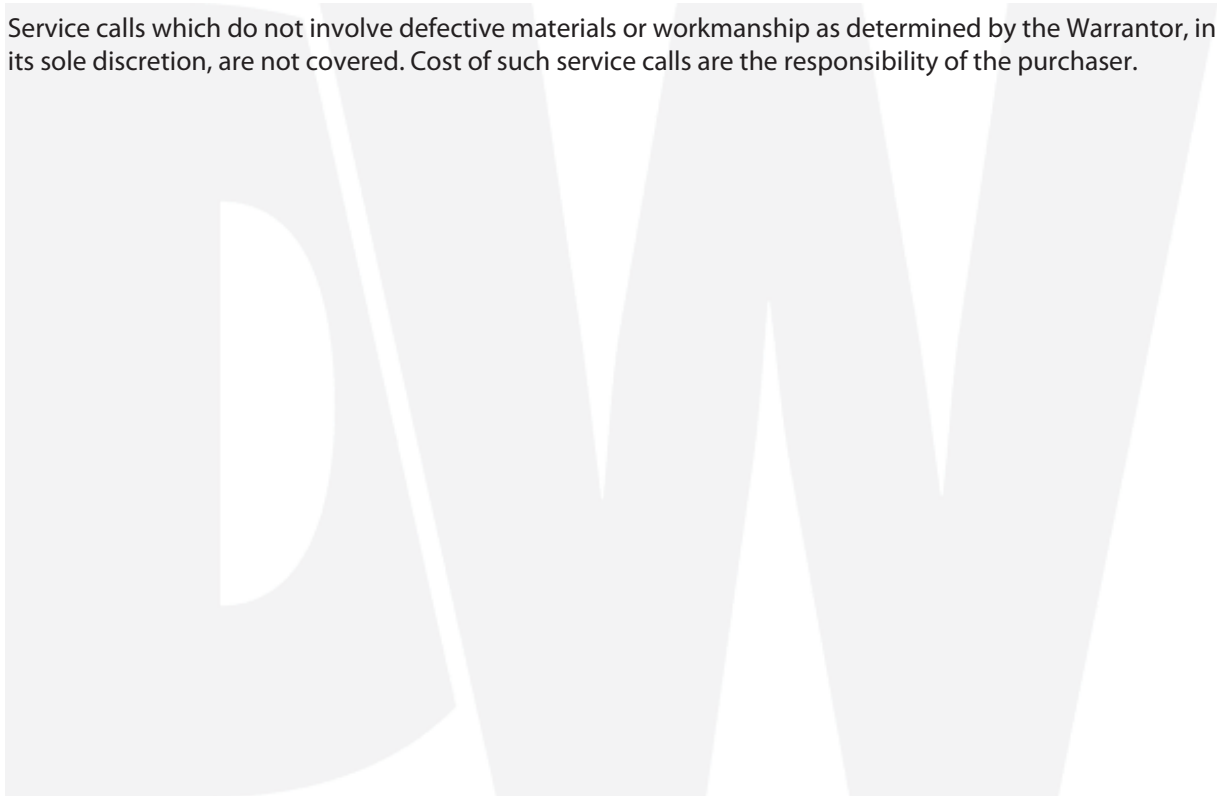 Service calls which do not involve defective materials or workmanship as determined by the Warrantor, in
its sole discretion, are not covered. Cost of such service calls are the responsibility of the purchaser.
DW